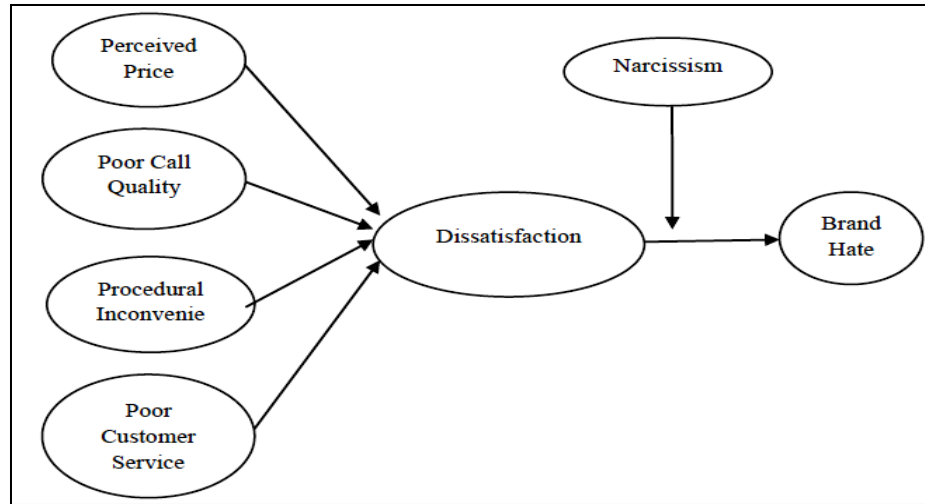 Perceived
Price
Poor Call
Quality
Procedural
Inconvenie
Poor
Customer
Service
Dissatisfaction
Narcissism
Brand
Hate